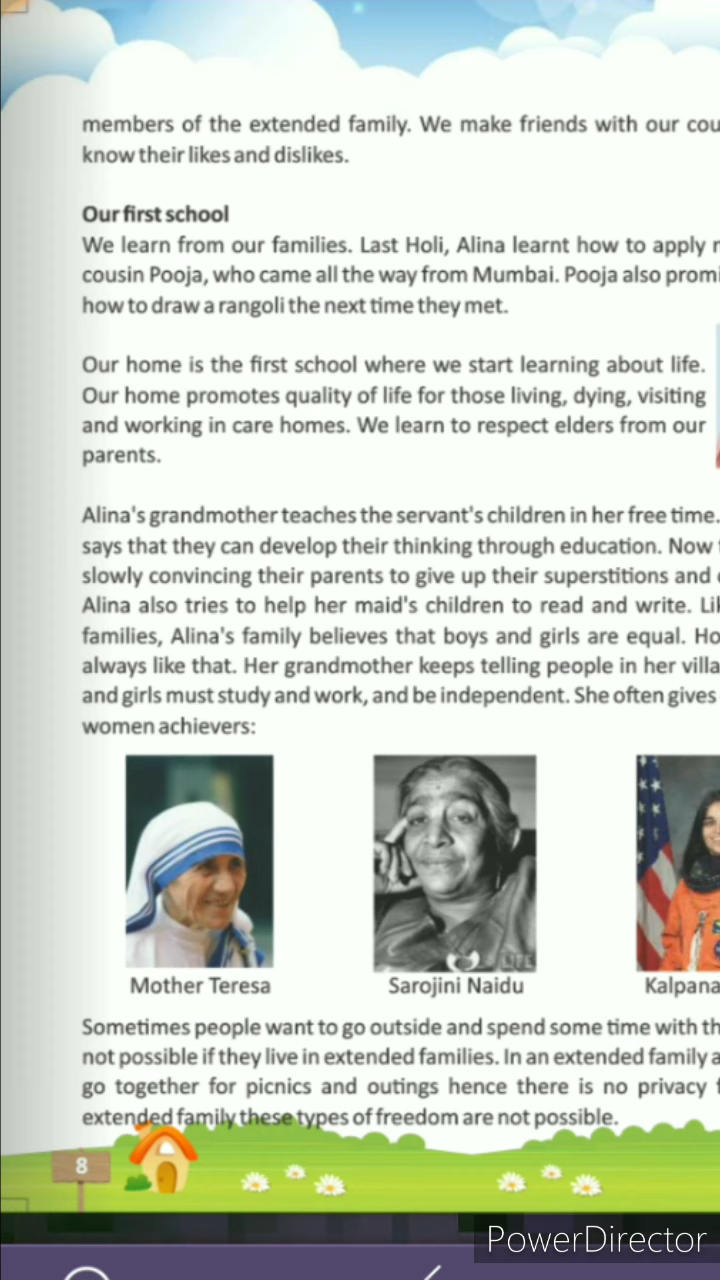 members of the extended family. We make friends with our
know their likes and dislikes.
Our first school
We learn from our families. Last Holi, Alina learnt how to apply
cousin Pooja, who came all the way from Mumbai. Pooja also
how to draw a rangoli the next time they met.
Our home is the first school where we start learning about life.
Our home promotes quality of life for those living, dying, visiting
and working in care homes. We learn to respect elders from our
parents.
Alina's grandmother teaches the servant's children in her free time.
says that they can develop their thinking through education. Now
slowly convincing their parents to give up their superstitions and
Alina also tries to help her maid's children to read and write.
families, Alina's family believes that boys and girls are equal.
always like that. Her grandmother keeps telling people in her
and girls must study and work, and be independent. She often gives
women achievers:
Mother Teresa
Sarojini Naidu
Kalpana
Sometimes people want to go outside and spend some time with
not possible if they live in extended families. In an extended family
go together for picnics and outings hence there is no privacy
extended family these types of freedom are not possible.
8
LIFE
PowerDirector